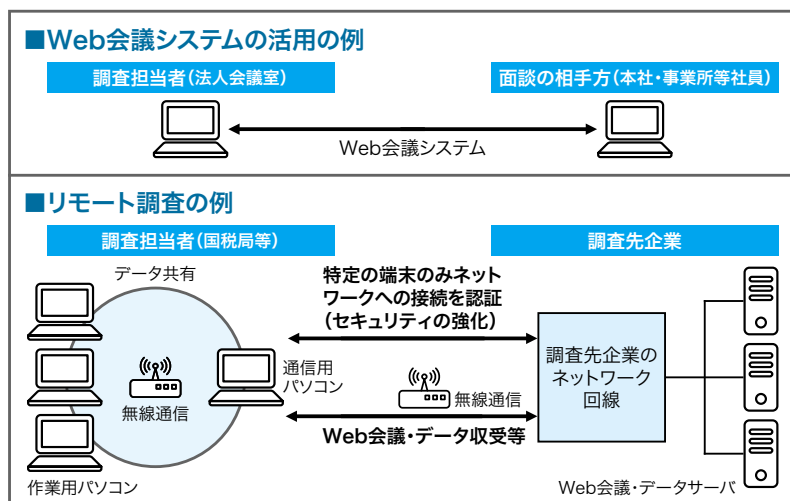 ■Web会議システムの活用の例
調査担当者(法人会議室)
面談の相手方(本社・事業所等社員)
Web会議システム
■リモート調査の例
調査担当者(国税局等)
調査先企業
データ共有
特定の端末のみネット
ワークへの接続を認証
(セキュリティの強化)
無線通信
通信用
パソコン
調査先企業の
ネットワーク
回線
無線通信
Web会議・データ収受等
作業用パソコン
Web会議・データサーバ